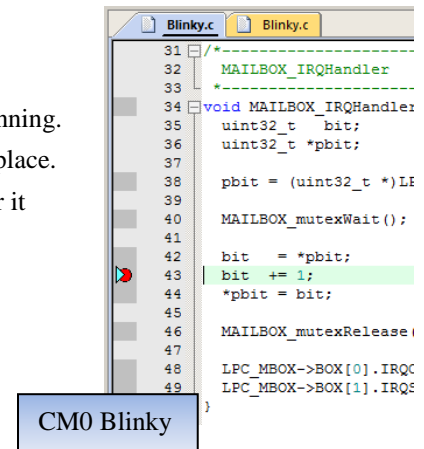 nning.
place.
r it
Blinky.c Blinky.c
31 /*----------------------
32 MAILBOX_IRQHandler
33 *----------------------
34 void MAILBOX_IRQHandler
35 uint32_t bit;
36 uint32_t *pbit;
37
38 pbit = (uint32_t *)LP
39
40 MAILBOX_mutexWait();
41
42 bit = *pbit;
43 bit += 1;
44 *pbit = bit;
45
46 MAILBOX_mutexRelease(
47
48 LPC_MBOX->BOX[0].IRQC
49 LPC_MBOX->BOX[1].IRQS
}
CM0 Blinky